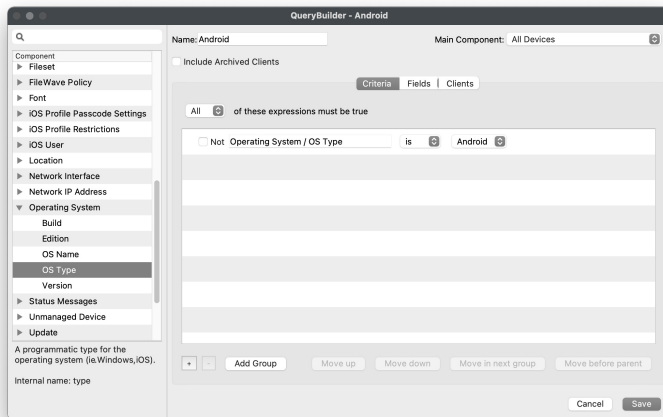 QueryBuilder - Android
Name: Android
Main Component: All Devices
Include Archived Clients
Component
Fileset
FileWave Policy
Font
iOS Profile Passcode Settings
iOS Profile Restrictions
iOS User
Location
Network Interface
Network IP Address
Operating System
Build
Edition
OS Name
OS Type
Version
Status Messages
Unmanaged Device
Update
A programmatic type for the
operating system (ie.Windows,iOS).
Internal name: type
Criteria Fields Clients
All of these expressions must be true
Not Operating System / OS Type is Android
+ - Add Group Move up Move down Move in next group Move before parent
Cancel Save